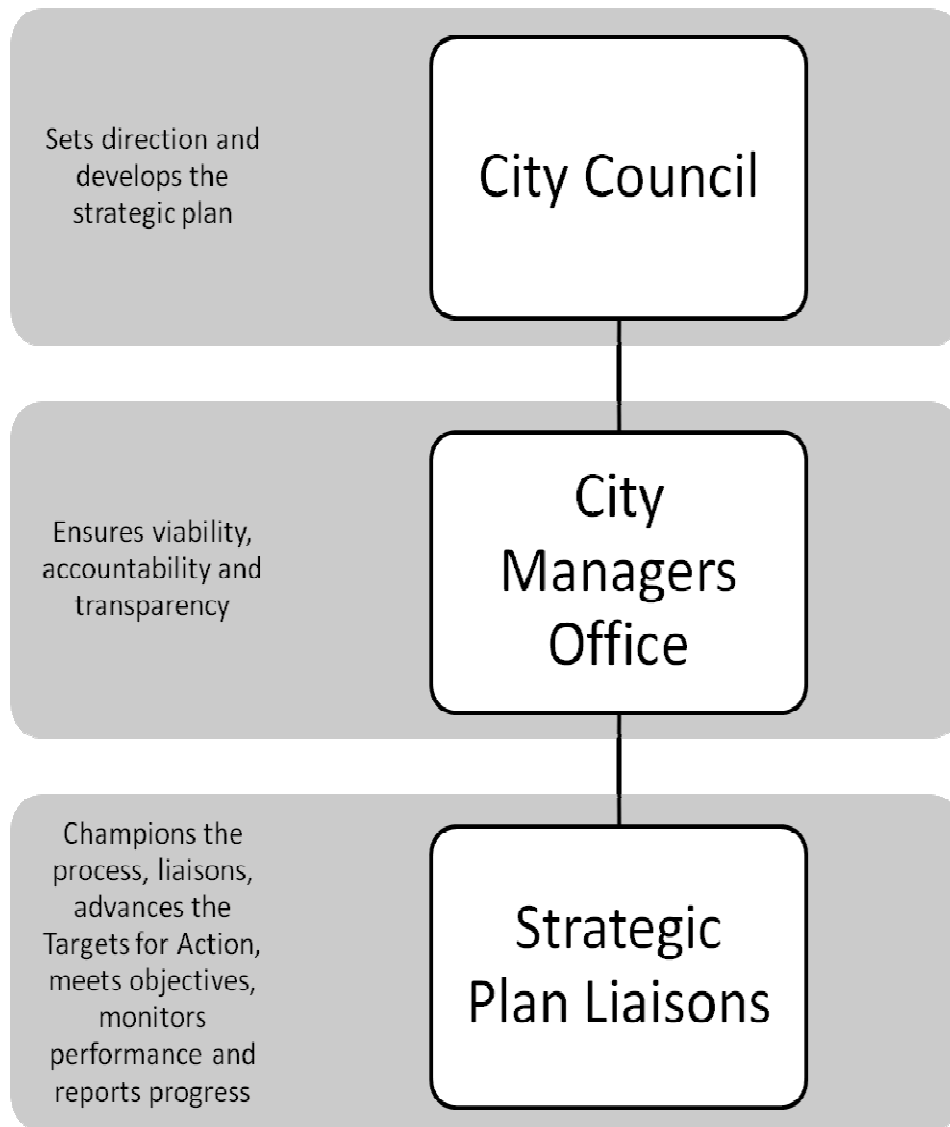 Sets direction and
develops the
strategic plan
City Council
Ensures viability,
accountability and
transparency
City
Managers
Office
Champions the
process, liaisons,
advances the
Targets for Action,
meets objectives,
monitors
performance and
reports progress
Strategic
Plan Liaisons